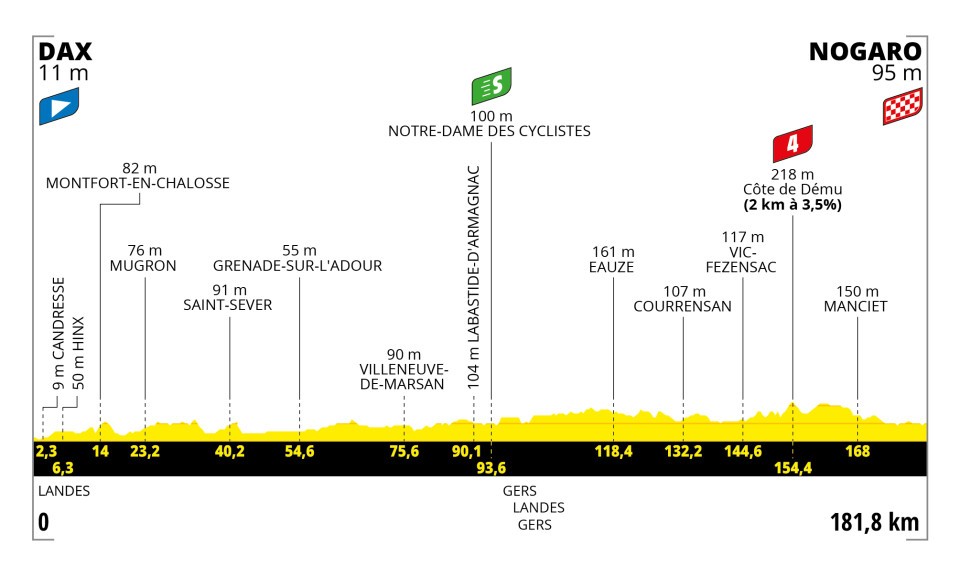 DAX
11 m
NOGARO
95 m
S
100 m
NOTRE-DAME DES CYCLISTES
4
218 m
Côte de Dému
(2 km à 3,5%)
82 m
MONTFORT-EN-CHALOSSE
76 m
MUGRON
55 m
GRENADE-SUR-L'ADOUR
91 m
SAINT-SEVER
9 m CANDRESSE
50 m HINX
90 m
VILLENEUVE-
DE-MARSAN
104 m LABASTIDE-D'ARMAGNAC
161 m
EAUZE
117 m
VIC-
FEZENSAC
107 m
COURRENSAN
150 m
MANCIET
2,3 14 23,2 40,2 54,6 75,6 90,1 118,4 132,2 144,6 168
6,3 93,6 154,4
LANDES
GERS
LANDES
GERS
0
181,8 km